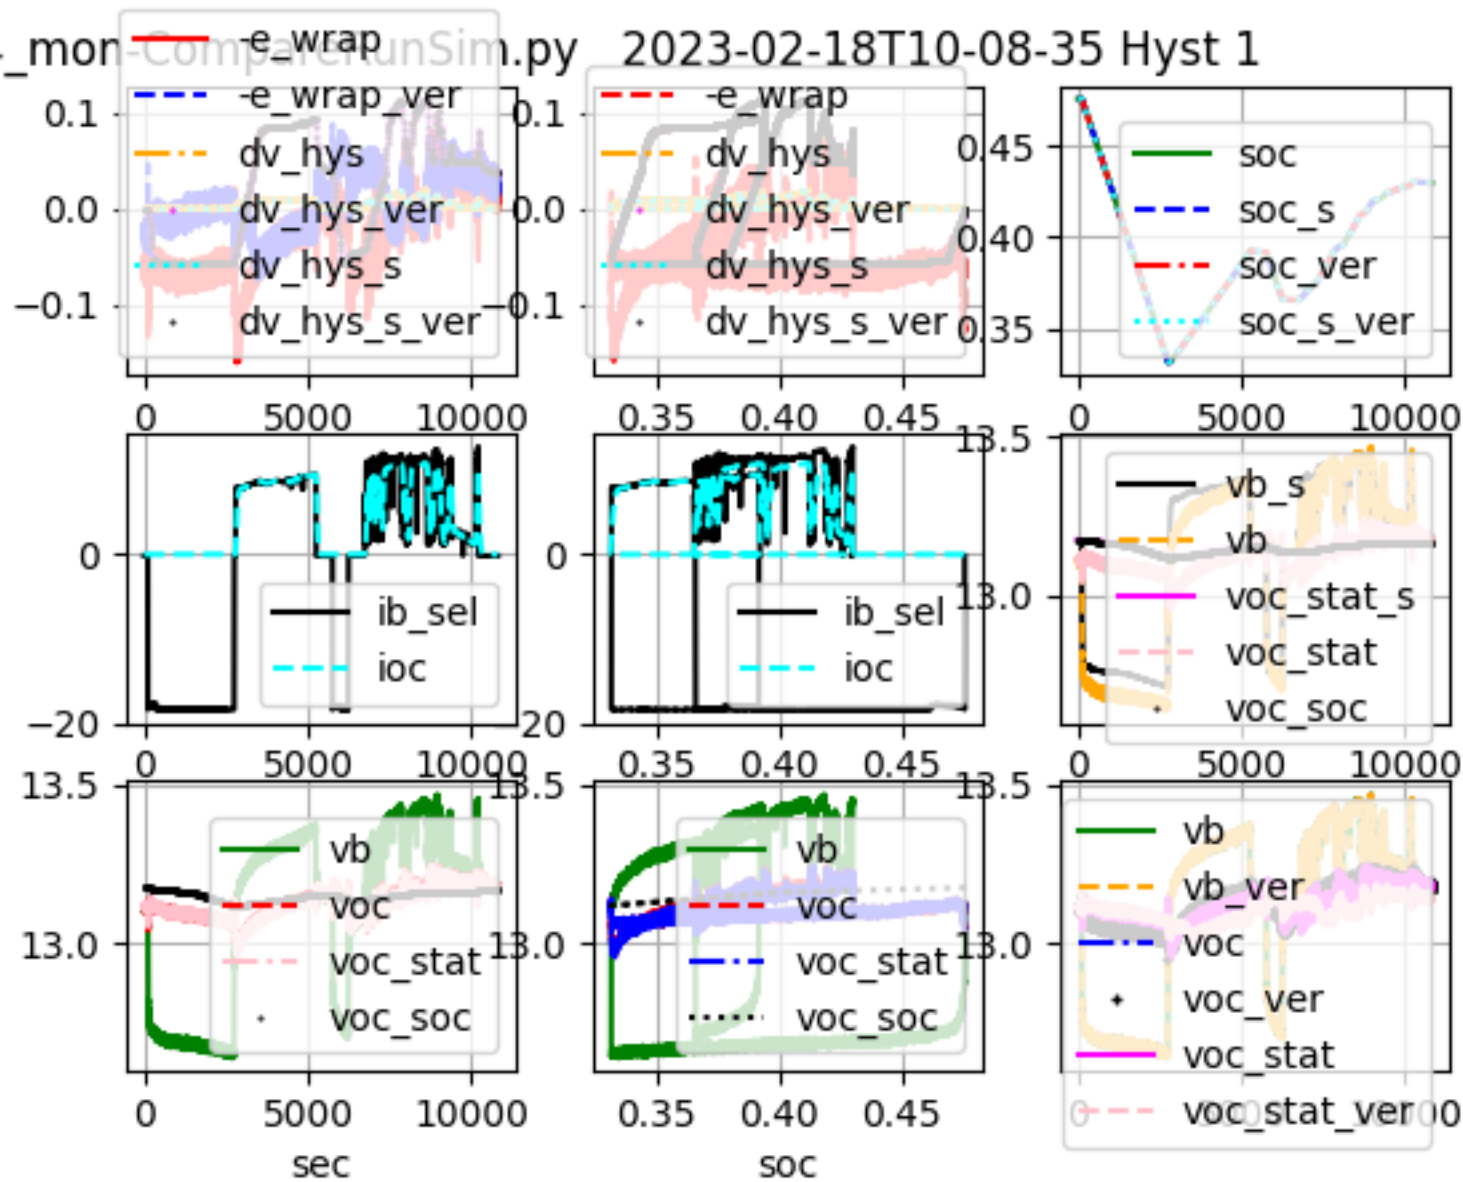 _mon-CompareRunSim.py 2023-02-18T10-08-35 Hyst 1
-e_wrap
-e_wrap_ver
dv_hys
dv_hys_ver
dv_hys_s
dv_hys_s_ver
0.1
0.0
−0.1
0 5000 10000
-e_wrap
dv_hys
dv_hys_ver
dv_hys_s
dv_hys_s_ver
0.1
0.0
−0.1
0.35 0.40 0.45
soc
soc_s
soc_ver
soc_s_ver
0.45
0.40
0.35
0 5000 10000
ib_sel
ioc
0
−20
0 5000 10000
ib_sel
ioc
0
20
0.35 0.40 0.45
vb_s
vb
voc_stat_s
voc_stat
voc_soc
13.5
13.0
0 5000 10000
vb
voc
voc_stat
voc_soc
13.5
13.0
0 5000 10000
sec
vb
voc
voc_stat
voc_soc
13.5
13.0
0.35 0.40 0.45
soc
vb
vb_ver
voc
voc_ver
voc_stat
voc_stat_ver
13.5
13.0
0 5000 10000